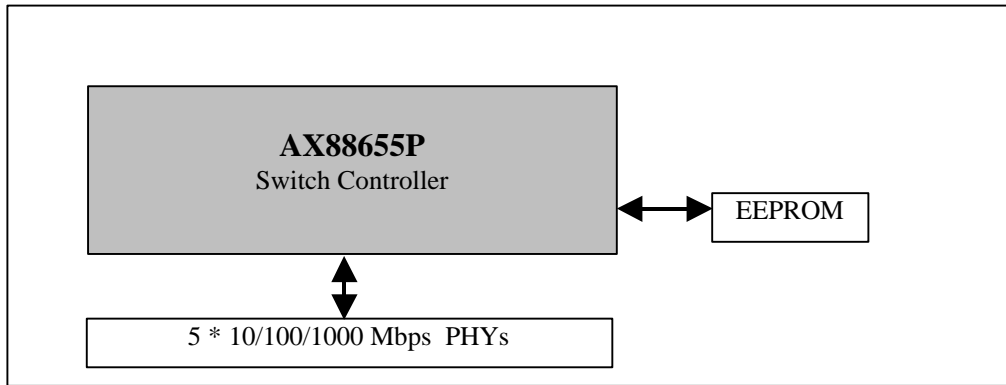 AX88655P
Switch Controller
EEPROM
5 * 10/100/1000 Mbps PHYs